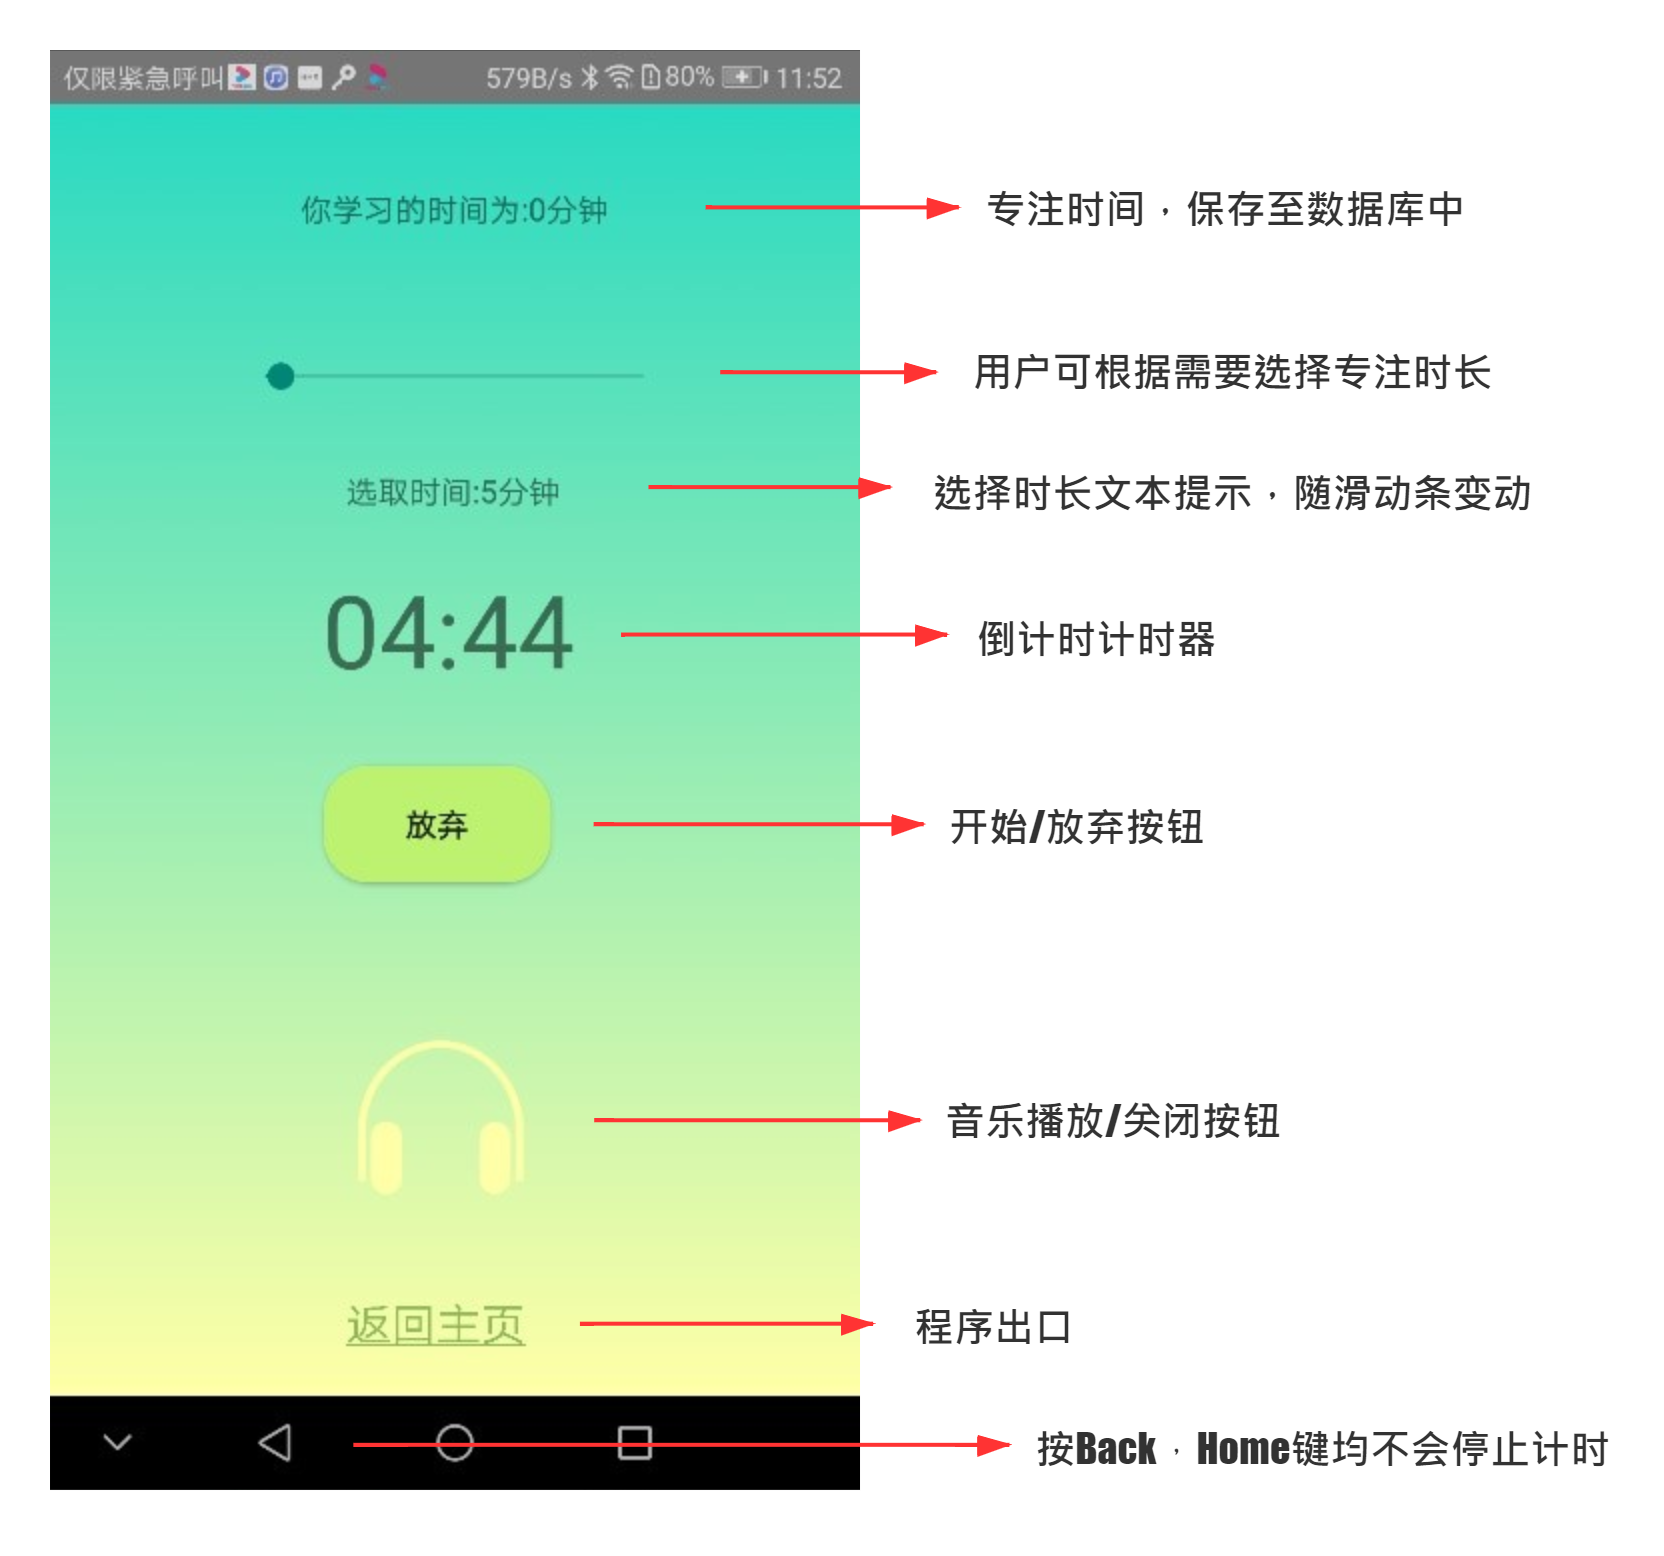 仅限紧急呼叫 579B/s 80% 11:52
你学习的时间为:0分钟
专注时间，保存至数据库中
用户可根据需要选择专注时长
选取时间:5分钟
选择时长文本提示，随滑动条变动
04:44
倒计时计时器
放弃
开始/放弃按钮
音乐播放/关闭按钮
返回主页
程序出口
按Back，Home键均不会停止计时